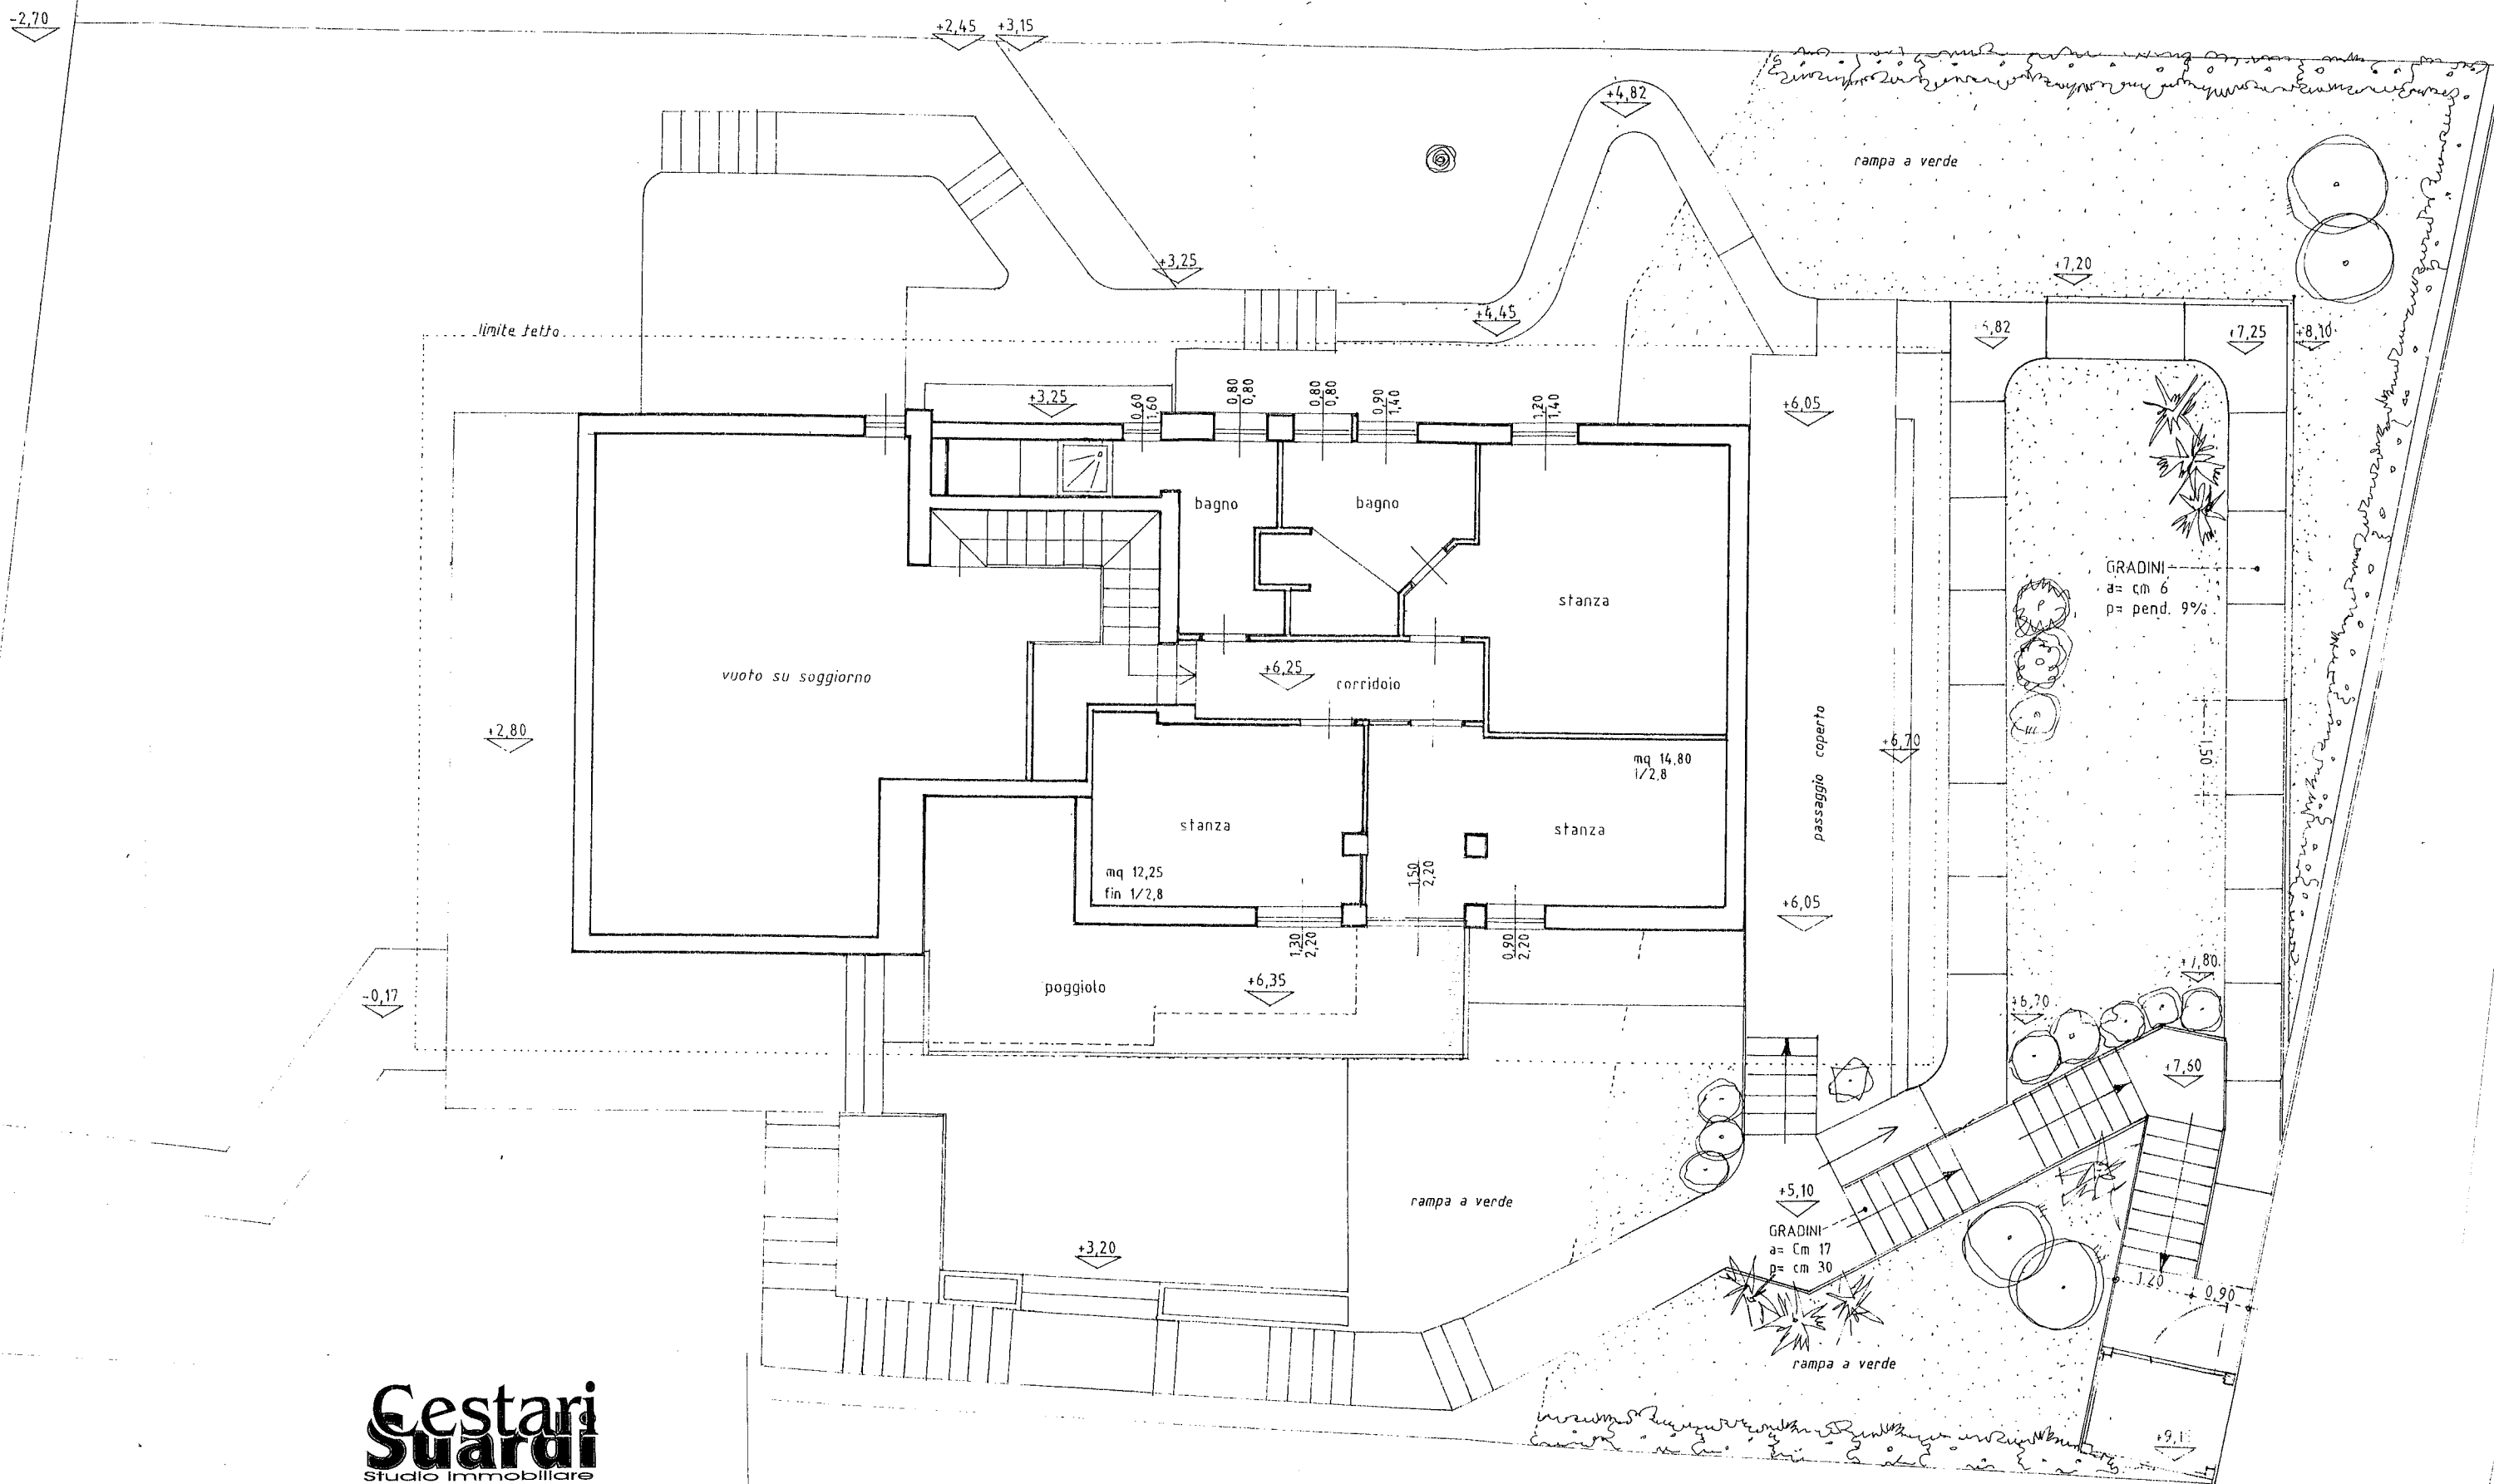 -2,70
+2,45 +3,15
+4,82
rampa a verde
+3,25
+7,20
+4,45
limite tetto
+7,25
+8,10
+3,25
0,60
1,60
0,80
0,80
0,80
0,80
0,90
1,40
1,20
1,40
+6,05
bagno
bagno
stanza
GRADINI
a= cm 6
p= pend. 9%
vuoto su soggiorno
+6,25
corridoio
+2,80
passaggio coperto
+6,70
1,50
mq 14,80
1/2,8
stanza
stanza
mq 12,25
fin 1/2,8
1,50
2,20
+6,05
1,30
2,20
0,90
2,20
poggiolo
+6,35
-0,17
+7,80
+6,70
+7,60
rampa a verde
+5,10
GRADINI
a= Cm 17
p= cm 30
+3,20
1,20
0,90
rampa a verde
Cestari
Suardi
Studio Immobiliare